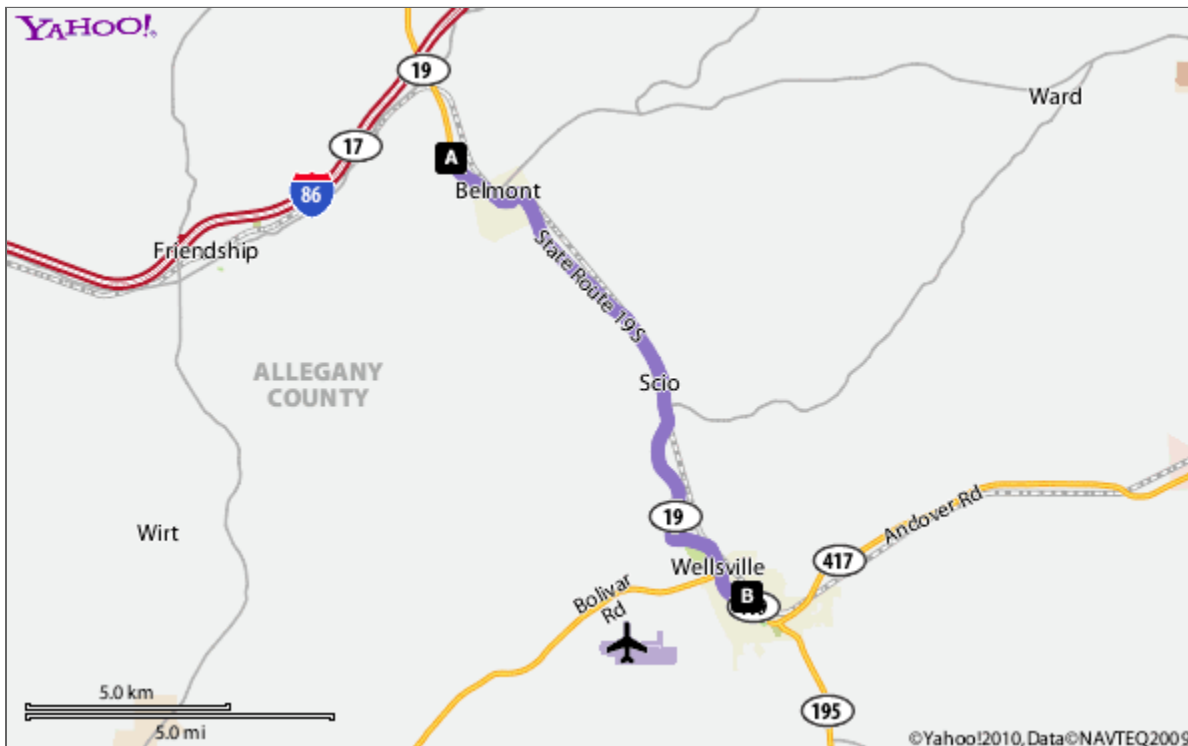 YAHOO!®
19
Ward
17
A
86
Belmont
Friendship
State Route 19 S
ALLEGANY
COUNTY
Scio
19
Andover Rd
Wirt
417
Wellsville
Bolivar
Rd
B
5.0 km
195
5.0 mi
©Yahoo!2010, Data©NAVTEQ2009